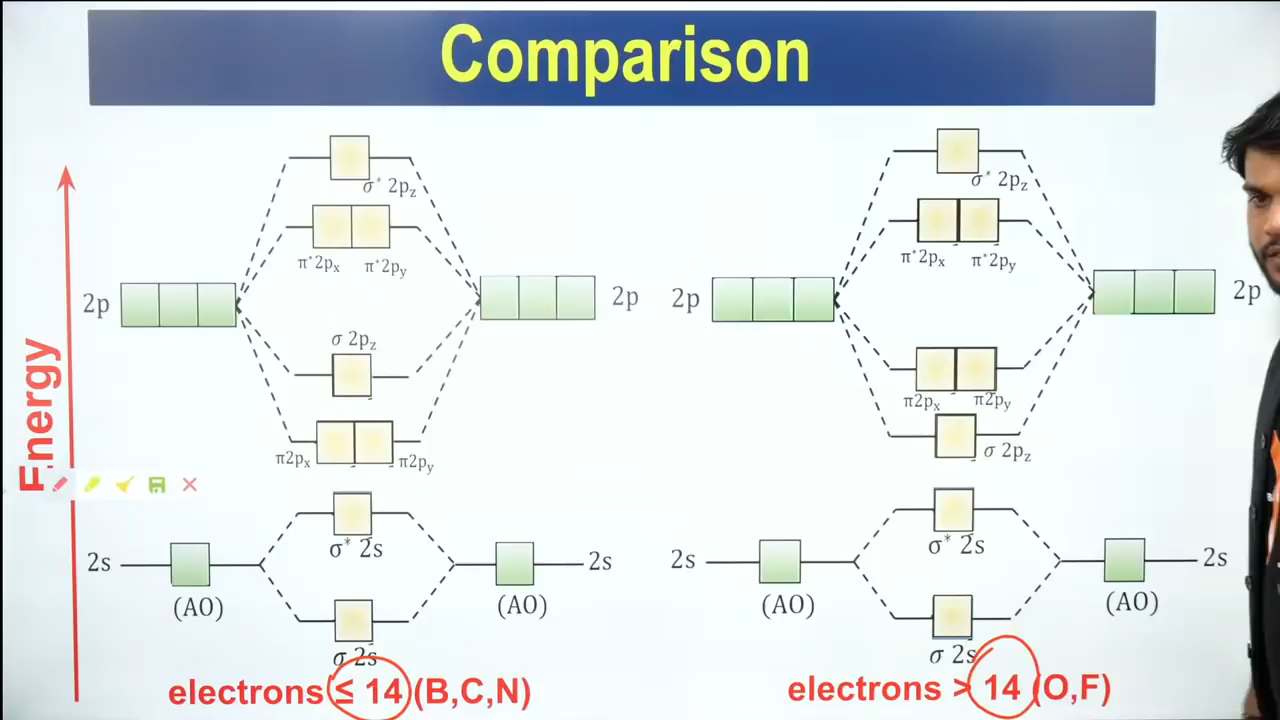 Comparison
σ* 2pz
σ* 2pz
π*2px π*2py
π*2px π*2py
2p
2p
2p
2p
σ 2pz
π2px π2py
π2px
π2py
σ 2pz
Energy
2s
σ* 2s
2s
2s
σ* 2s
2s
(AO)
(AO)
(AO)
(AO)
σ 2s
σ 2s
electrons ≤ 14 (B,C,N)
electrons > 14 (O,F)